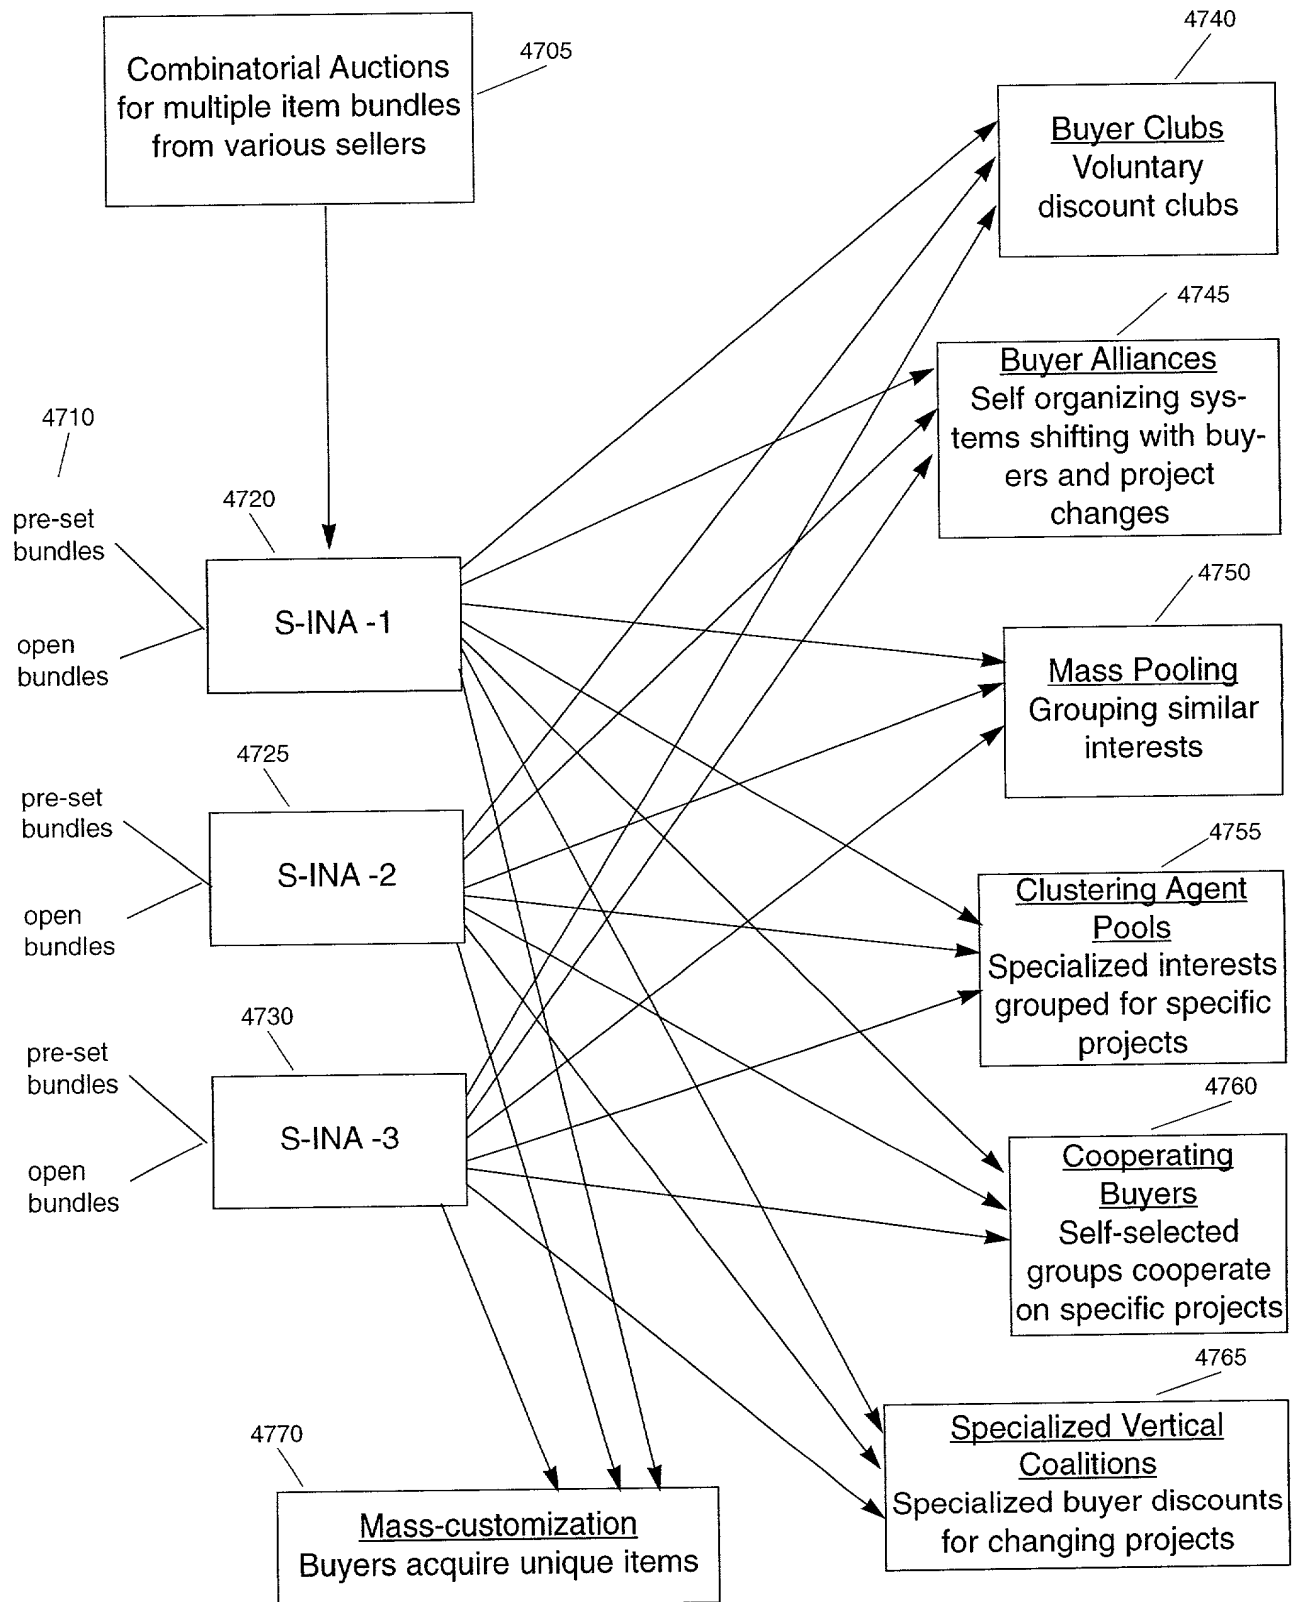 4705
Combinatorial Auctions
for multiple item bundles
from various sellers
4740
Buyer Clubs
Voluntary
discount clubs
4745
Buyer Alliances
Self organizing sys-
tems shifting with buy-
ers and project
changes
4710
pre-set
bundles
open
bundles
4720
S-INA -1
4750
Mass Pooling
Grouping similar
interests
4725
pre-set
bundles
open
bundles
S-INA -2
4755
Clustering Agent
Pools
Specialized interests
grouped for specific
projects
4730
pre-set
bundles
open
bundles
S-INA -3
4760
Cooperating
Buyers
Self-selected
groups cooperate
on specific projects
4765
Specialized Vertical
Coalitions
Specialized buyer discounts
for changing projects
4770
Mass-customization
Buyers acquire unique items